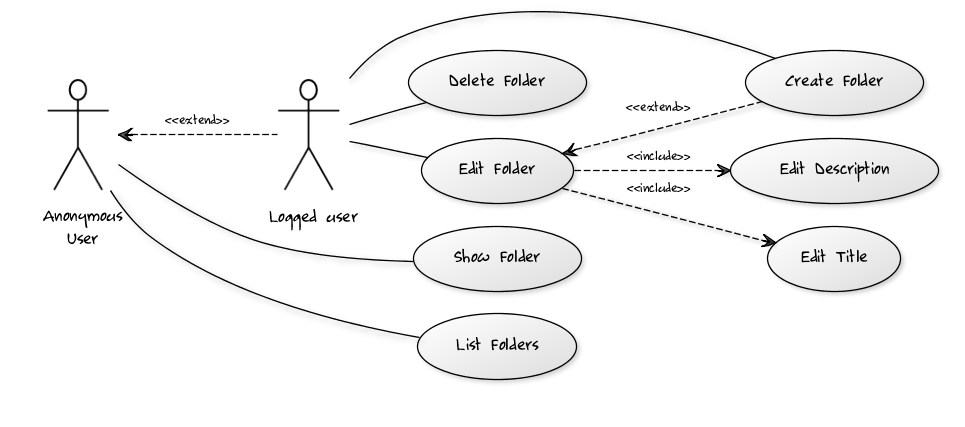 Delete Folder
Create Folder
<<extend>>
<<extend>>
Edit Folder
<<include>>
Edit Description
<<include>>
Anonymous
User
Logged user
Show Folder
Edit Title
List Folders